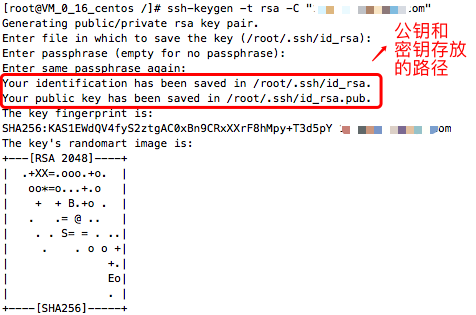 [root@VM_0_16_centos /]# ssh-keygen -t rsa -C ".om"
Generating public/private rsa key pair.
Enter file in which to save the key (/root/.ssh/id_rsa):
Enter passphrase (empty for no passphrase):
Enter same passphrase again:
Your identification has been saved in /root/.ssh/id_rsa.
Your public key has been saved in /root/.ssh/id_rsa.pub.
The key fingerprint is:
SHA256:KAS1EWdQV4fyS2ztgAC0xBn9CRxXXrF8hMpy+T3d5pY om
The key's randomart image is:
+---[RSA 2048]----+
| .+XX=.ooo.+o. |
| oo*=o...+.o |
| + + B.+o . |
| . .= @ .. |
| . . S= = . ..|
| . . o o +|
| +.|
| Eo|
| . |
+----[SHA256]-----+
公钥和
密钥存放
的路径